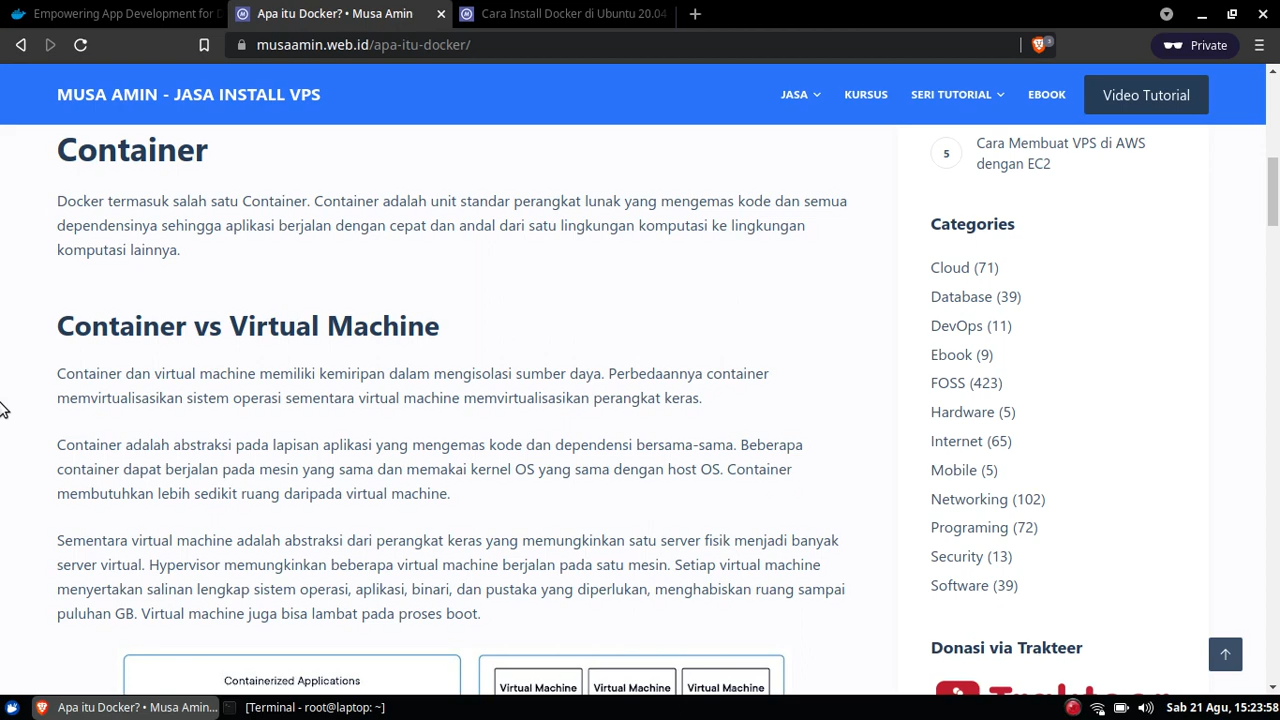 Empowering App Development for D
Apa itu Docker? • Musa Amin
Cara Install Docker di Ubuntu 20.04
musaamin.web.id/apa-itu-docker/
3
Private
MUSA AMIN - JASA INSTALL VPS
JASA
KURSUS
SERI TUTORIAL
EBOOK
Video Tutorial
Container
Docker termasuk salah satu Container. Container adalah unit standar perangkat lunak yang mengemas kode dan semua
dependensinya sehingga aplikasi berjalan dengan cepat dan andal dari satu lingkungan komputasi ke lingkungan
komputasi lainnya.
Container vs Virtual Machine
Container dan virtual machine memiliki kemiripan dalam mengisolasi sumber daya. Perbedaannya container
memvirtualisasikan sistem operasi sementara virtual machine memvirtualisasikan perangkat keras.
Container adalah abstraksi pada lapisan aplikasi yang mengemas kode dan dependensi bersama-sama. Beberapa
container dapat berjalan pada mesin yang sama dan memakai kernel OS yang sama dengan host OS. Container
membutuhkan lebih sedikit ruang daripada virtual machine.
Sementara virtual machine adalah abstraksi dari perangkat keras yang memungkinkan satu server fisik menjadi banyak
server virtual. Hypervisor memungkinkan beberapa virtual machine berjalan pada satu mesin. Setiap virtual machine
menyertakan salinan lengkap sistem operasi, aplikasi, binari, dan pustaka yang diperlukan, menghabiskan ruang sampai
puluhan GB. Virtual machine juga bisa lambat pada proses boot.
Containerized Applications
Virtual Machine
Virtual Machine
Virtual Machine
5
Cara Membuat VPS di AWS
dengan EC2
Categories
Cloud (71)
Database (39)
DevOps (11)
Ebook (9)
FOSS (423)
Hardware (5)
Internet (65)
Mobile (5)
Networking (102)
Programing (72)
Security (13)
Software (39)
Donasi via Trakteer
Trakteer
Apa itu Docker? • Musa Amin...
[Terminal - root@laptop: ~]
Sab 21 Agu, 15:23:58